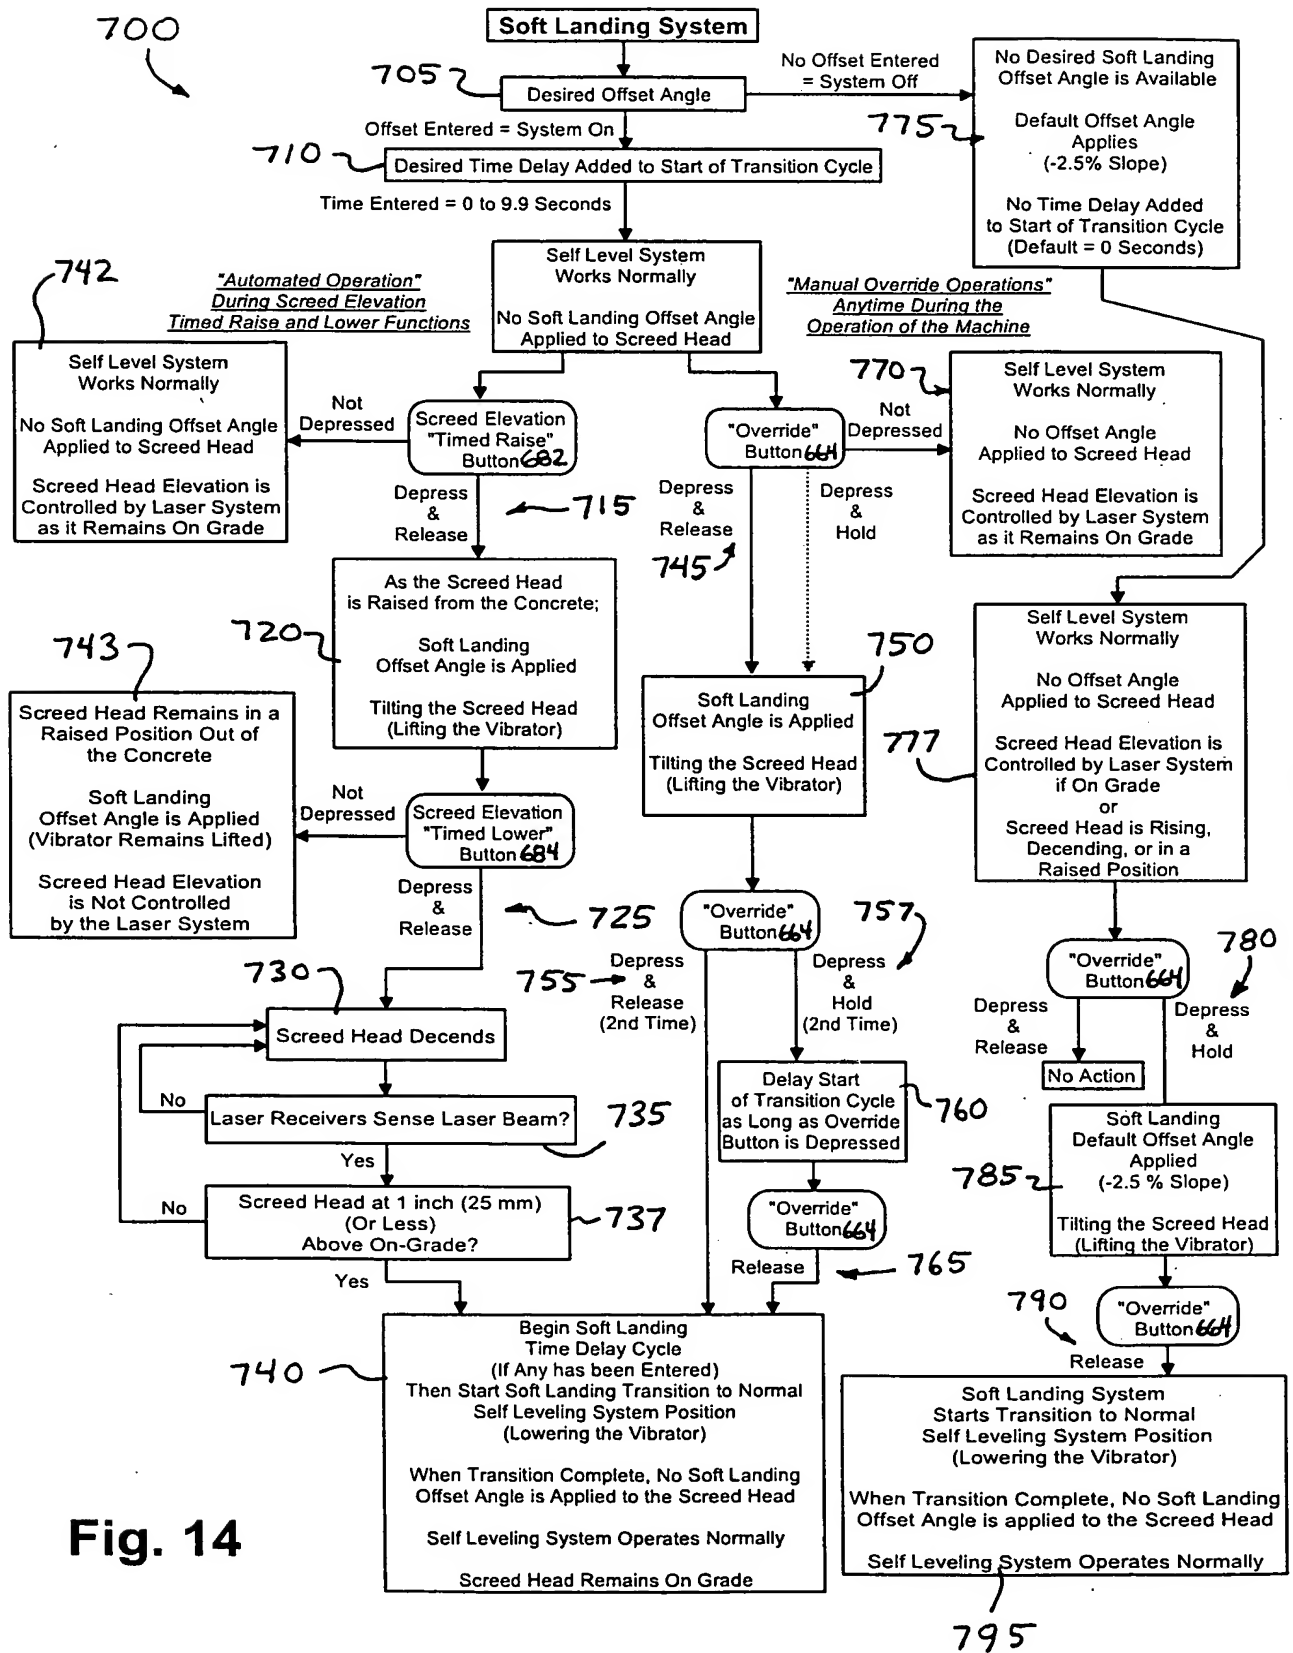 700
Soft Landing System
705
Desired Offset Angle
No Offset Entered
= System Off
No Desired Soft Landing
Offset Angle is Available
Default Offset Angle
Applies
(-2.5% Slope)
No Time Delay Added
to Start of Transition Cycle
(Default = 0 Seconds)
775
Offset Entered = System On
710
Desired Time Delay Added to Start of Transition Cycle
Time Entered = 0 to 9.9 Seconds
Self Level System
Works Normally
No Soft Landing Offset Angle
Applied to Screed Head
742
"Automated Operation"
During Screed Elevation
Timed Raise and Lower Functions
"Manual Override Operations"
Anytime During the
Operation of the Machine
Self Level System
Works Normally
No Soft Landing Offset Angle
Applied to Screed Head
Screed Head Elevation is
Controlled by Laser System
as it Remains On Grade
Not
Depressed
Screed Elevation
"Timed Raise"
Button 682
"Override"
Button 664
Not
Depressed
770
Self Level System
Works Normally
No Offset Angle
Applied to Screed Head
Screed Head Elevation is
Controlled by Laser System
as it Remains On Grade
Depress
&
Release
715
Depress
&
Release
745
Depress
&
Hold
As the Screed Head
is Raised from the Concrete;
Soft Landing
Offset Angle is Applied
Tilting the Screed Head
(Lifting the Vibrator)
720
743
750
Soft Landing
Offset Angle is Applied
Tilting the Screed Head
(Lifting the Vibrator)
Self Level System
Works Normally
No Offset Angle
Applied to Screed Head
Screed Head Elevation is
Controlled by Laser System
if On Grade
or
Screed Head is Rising,
Decending, or in a
Raised Position
777
Screed Head Remains in a
Raised Position Out of
the Concrete
Soft Landing
Offset Angle is Applied
(Vibrator Remains Lifted)
Screed Head Elevation
is Not Controlled
by the Laser System
Not
Depressed
Screed Elevation
"Timed Lower"
Button 684
Depress
&
Release
725
"Override"
Button 664
757
755
Depress
&
Release
(2nd Time)
Depress
&
Hold
(2nd Time)
"Override"
Button 664
780
Depress
&
Release
Depress
&
Hold
No Action
730
Screed Head Decends
No
Laser Receivers Sense Laser Beam?
735
Yes
No
Screed Head at 1 inch (25 mm)
(Or Less)
Above On-Grade?
737
Yes
Delay Start
of Transition Cycle
as Long as Override
Button is Depressed
760
"Override"
Button 664
Release
765
Soft Landing
Default Offset Angle
Applied
(-2.5 % Slope)
Tilting the Screed Head
(Lifting the Vibrator)
785
"Override"
Button 664
790
Release
740
Begin Soft Landing
Time Delay Cycle
(If Any has been Entered)
Then Start Soft Landing Transition to Normal
Self Leveling System Position
(Lowering the Vibrator)
When Transition Complete, No Soft Landing
Offset Angle is Applied to the Screed Head
Self Leveling System Operates Normally
Screed Head Remains On Grade
Soft Landing System
Starts Transition to Normal
Self Leveling System Position
(Lowering the Vibrator)
When Transition Complete, No Soft Landing
Offset Angle is applied to the Screed Head
Self Leveling System Operates Normally
795
Fig. 14